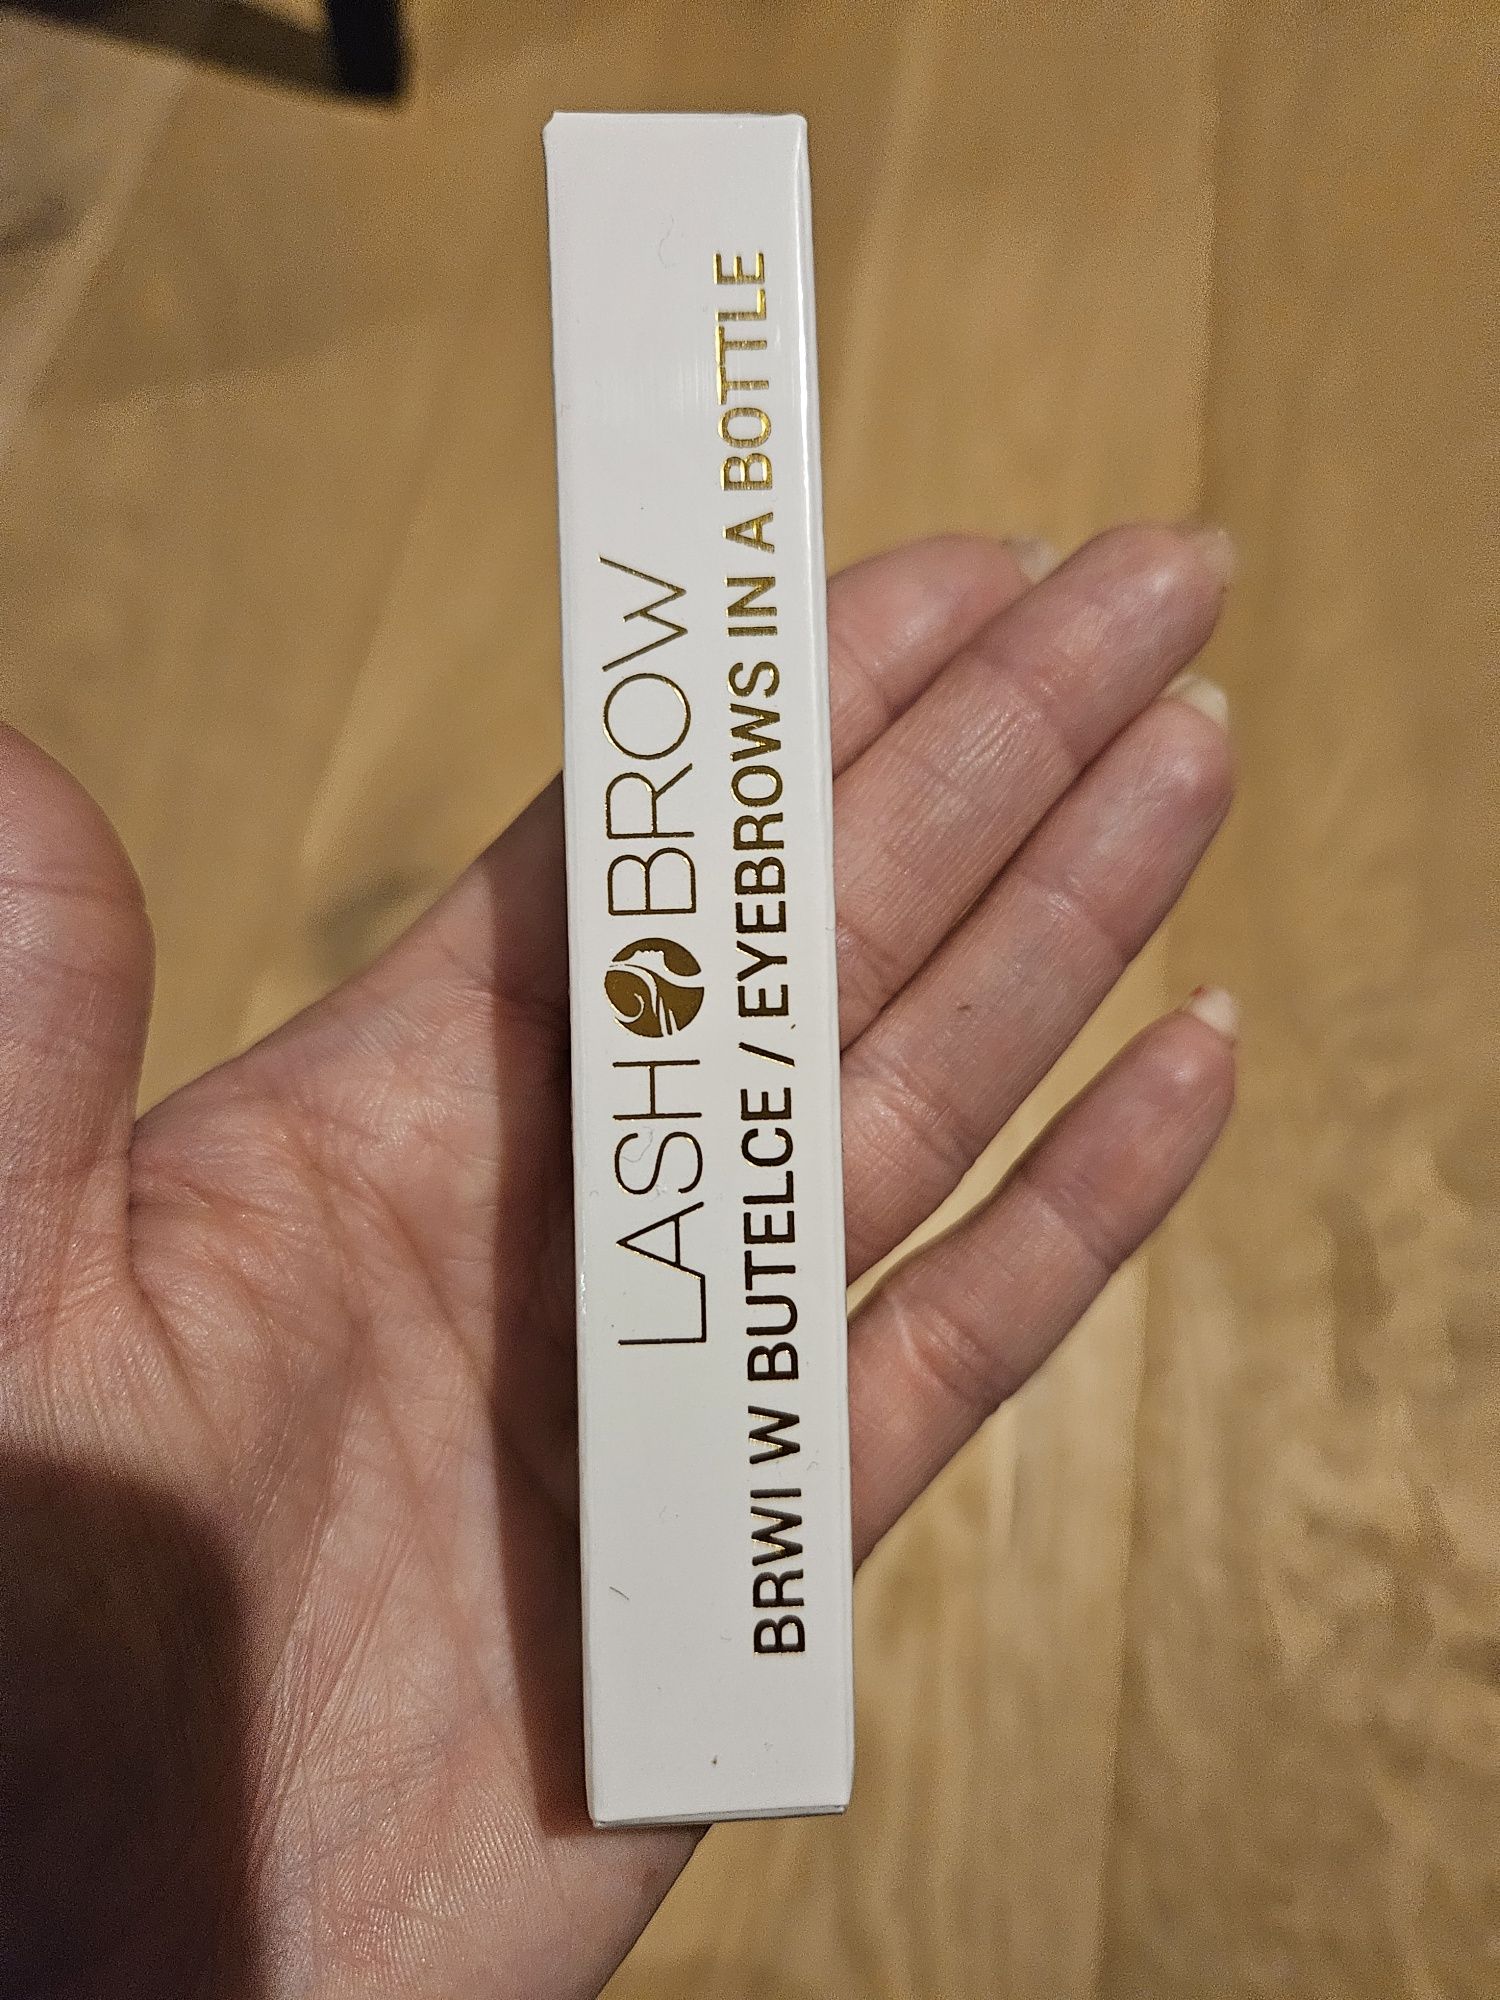 LASH BROW
BRWI W BUTELCE / EYEBROWS IN A BOTTLE